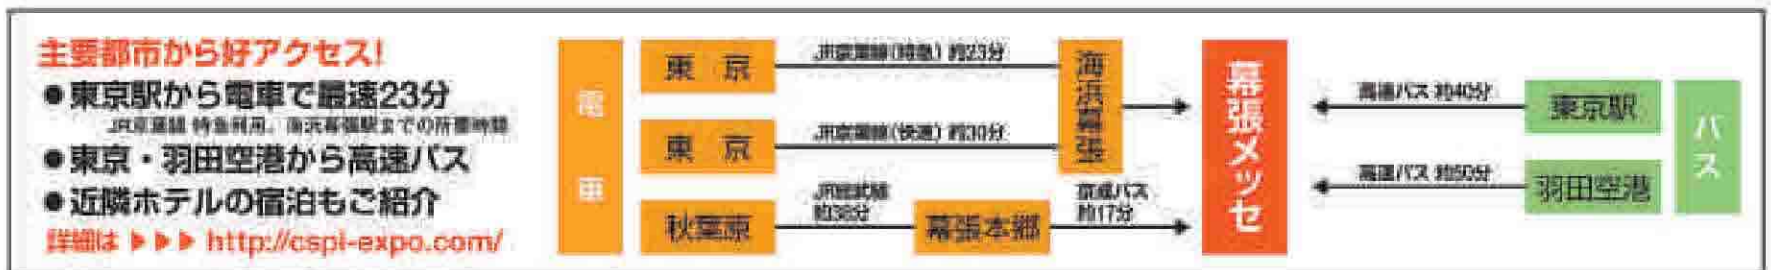 主要都市から好アクセス!
●東京駅から電車で最速23分
JR京葉線 特急利用、海浜幕張駅までの所要時間
●東京・羽田空港から高速バス
●近隣ホテルの宿泊もご紹介
詳細は ▶▶▶ http://cspi-expo.com/
電車
東京
JR京葉線(特急) 約23分
東京
JR京葉線(快速) 約30分
海浜幕張
秋葉原
JR総武線
幕張本郷
京成バス
約17分
幕張メッセ
高速バス 約40分
東京駅
高速バス 約50分
羽田空港
バス